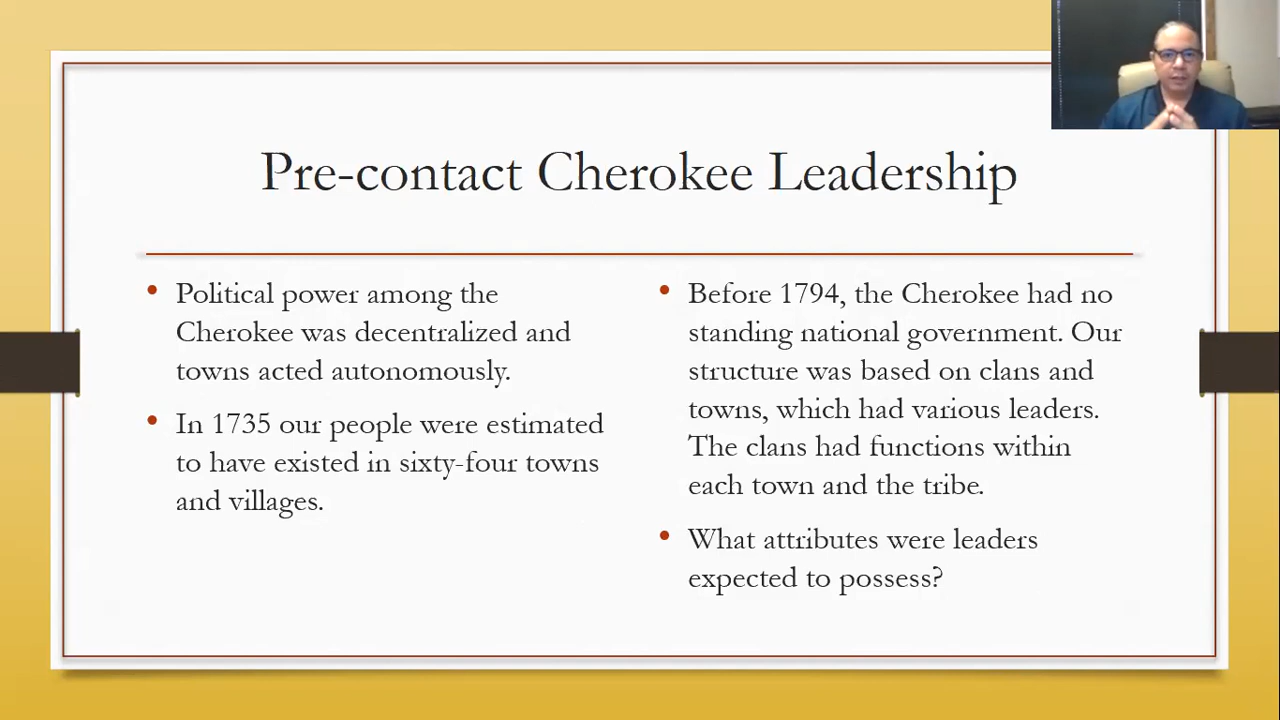 Pre-contact Cherokee Leadership
• Political power among the
Cherokee was decentralized and
towns acted autonomously.
• In 1735 our people were estimated
to have existed in sixty-four towns
and villages.
• Before 1794, the Cherokee had no
standing national government. Our
structure was based on clans and
towns, which had various leaders.
The clans had functions within
each town and the tribe.
• What attributes were leaders
expected to possess?